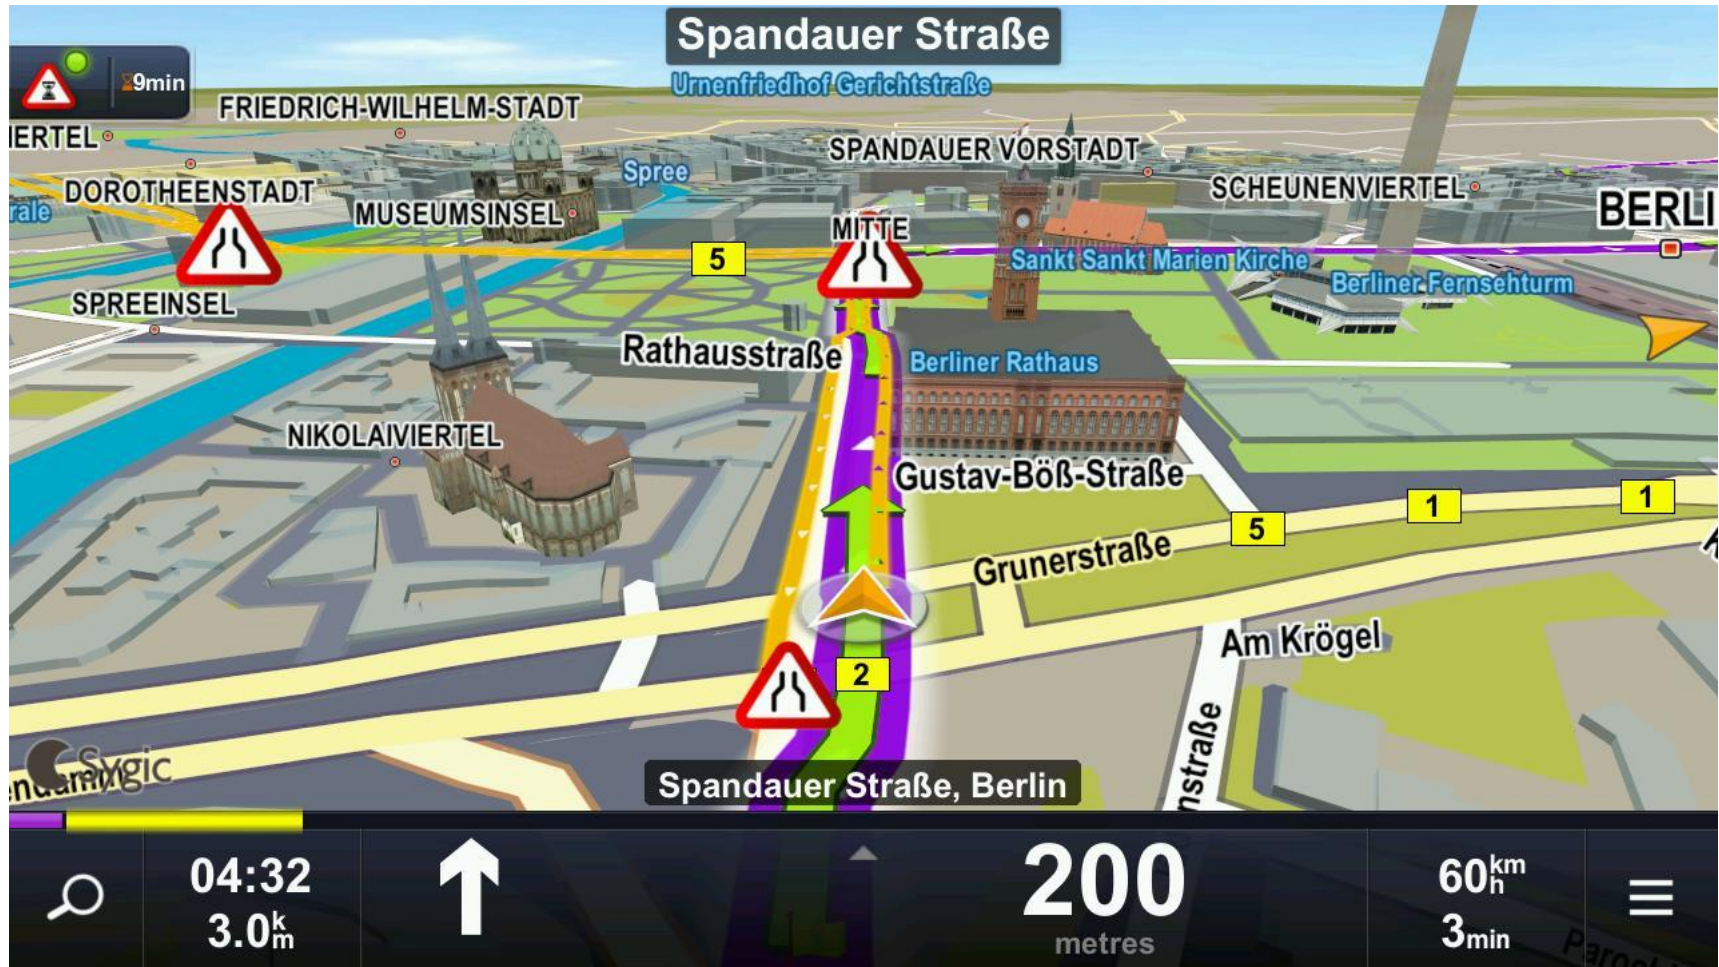 Spandauer Straße
Urnenfriedhof Gerichtstraße
9min
FRIEDRICH-WILHELM-STADT
IERTEL
SPANDAUER VORSTADT
Spree
DOROTHEENSTADT
SCHEUNENVIERTEL
rale
MUSEUMSINSEL
BERLI
MITTE
5
Sankt Sankt Marien Kirche
Berliner Fernsehturm
SPREEINSEL
Rathausstraße
Berliner Rathaus
NIKOLAIVIERTEL
Gustav-Böß-Straße
1
1
5
Grunerstraße
Am Krögel
2
nstraße
Sygic
Spandauer Straße, Berlin
04:32
3.0km
200
metres
60km/h
3min